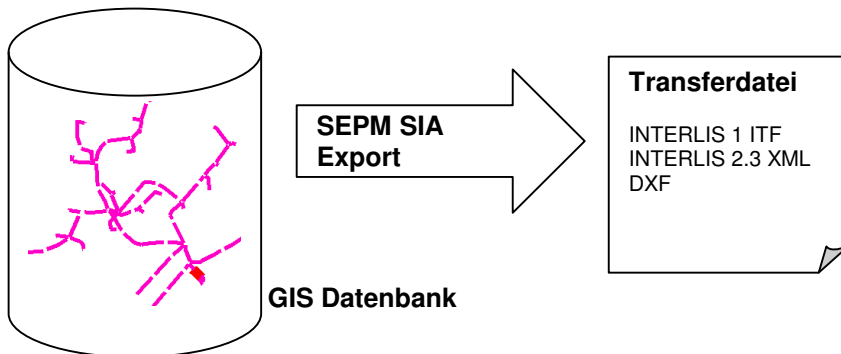 SEPM SIA
Export
Transferdatei
INTERLIS 1 ITF
INTERLIS 2.3 XML
DXF
GIS Datenbank